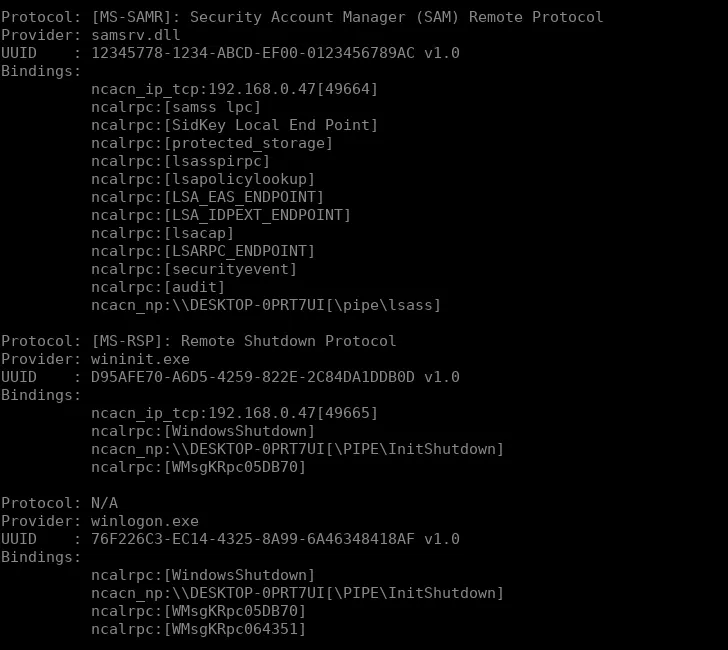 Protocol: [MS-SAMR]: Security Account Manager (SAM) Remote Protocol
Provider: samsrv.dll
UUID    : 12345778-1234-ABCD-EF00-0123456789AC v1.0
Bindings:
          ncacn_ip_tcp:192.168.0.47[49664]
          ncalrpc:[samss lpc]
          ncalrpc:[SidKey Local End Point]
          ncalrpc:[protected_storage]
          ncalrpc:[lsasspirpc]
          ncalrpc:[lsapolicylookup]
          ncalrpc:[LSA_EAS_ENDPOINT]
          ncalrpc:[LSA_IDPEXT_ENDPOINT]
          ncalrpc:[lsacap]
          ncalrpc:[LSARPC_ENDPOINT]
          ncalrpc:[securityevent]
          ncalrpc:[audit]
          ncacn_np:\\DESKTOP-0PRT7UI[\pipe\lsass]

Protocol: [MS-RSP]: Remote Shutdown Protocol
Provider: wininit.exe
UUID    : D95AFE70-A6D5-4259-822E-2C84DA1DDB0D v1.0
Bindings:
          ncacn_ip_tcp:192.168.0.47[49665]
          ncalrpc:[WindowsShutdown]
          ncacn_np:\\DESKTOP-0PRT7UI[\PIPE\InitShutdown]
          ncalrpc:[WMsgKRpc05DB70]

Protocol: N/A
Provider: winlogon.exe
UUID    : 76F226C3-EC14-4325-8A99-6A46348418AF v1.0
Bindings:
          ncalrpc:[WindowsShutdown]
          ncacn_np:\\DESKTOP-0PRT7UI[\PIPE\InitShutdown]
          ncalrpc:[WMsgKRpc05DB70]
          ncalrpc:[WMsgKRpc064351]